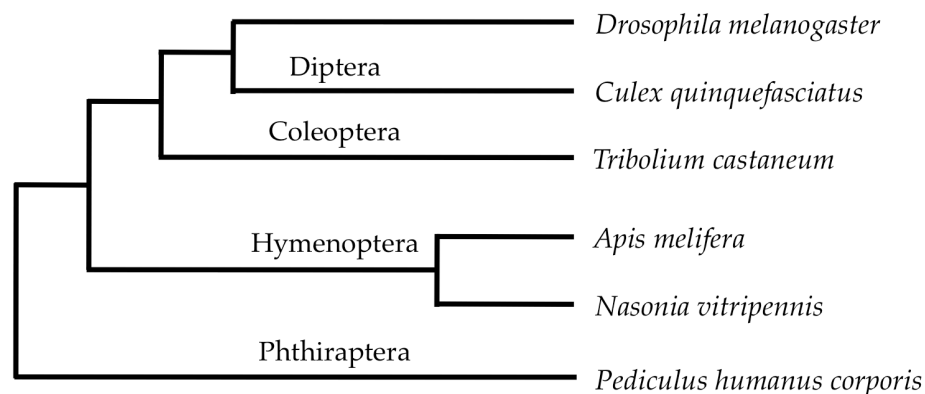 Drosophila melanogaster
Diptera
Culex quinquefasciatus
Coleoptera
Tribolium castaneum
Hymenoptera
Apis melifera
Nasonia vitripennis
Phthiraptera
Pediculus humanus corporis